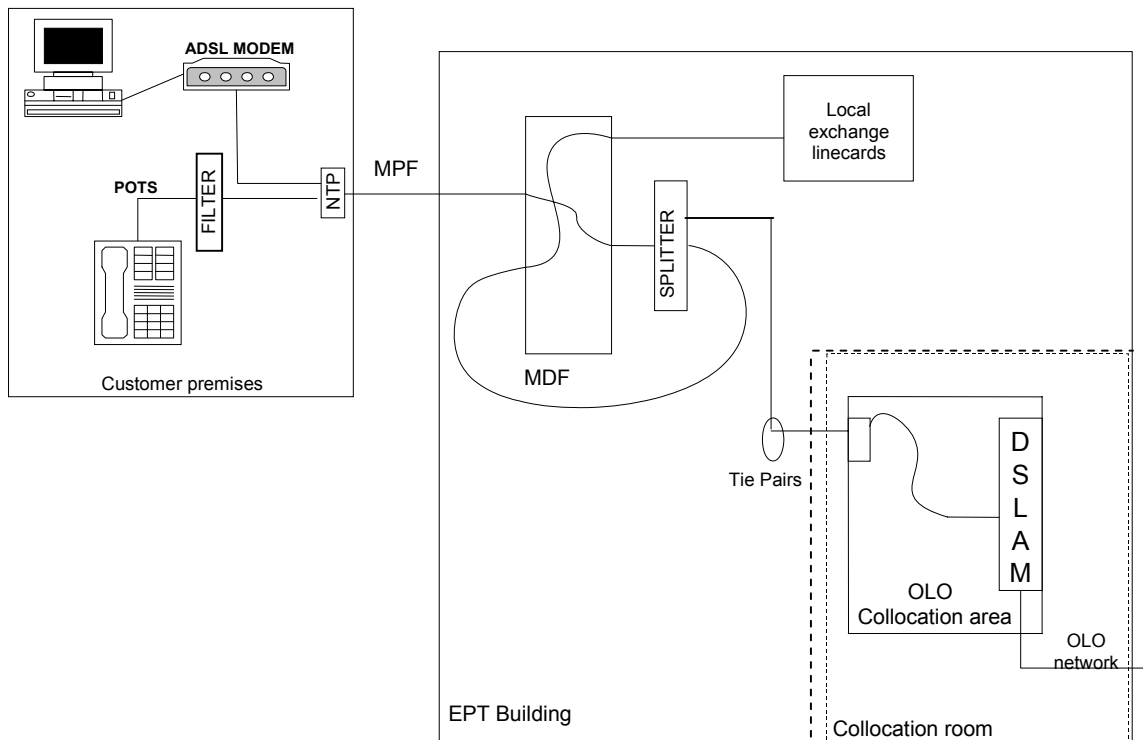 ADSL MODEM
POTS
FILTER
NTP
Customer premises
MPF
MDF
SPLITTER
Local
exchange
linecards
Tie Pairs
DSLAM
OLO
Collocation area
OLO
network
EPT Building
Collocation room